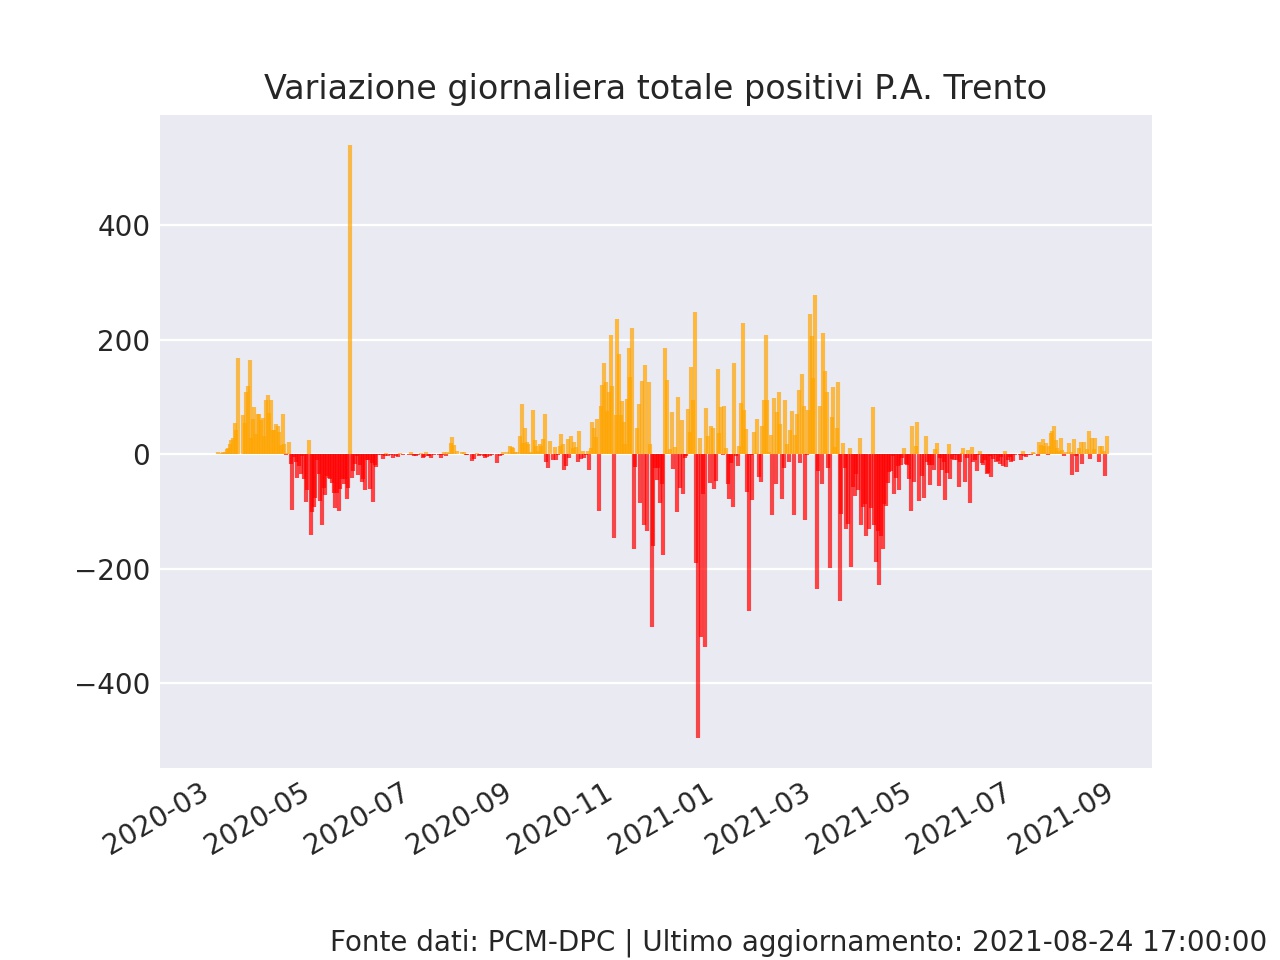 Variazione giornaliera totale positivi P.A. Trento
400
200
0
−200
−400
2020-03 2020-05 2020-07 2020-09 2020-11 2021-01 2021-03 2021-05 2021-07 2021-09
Fonte dati: PCM-DPC | Ultimo aggiornamento: 2021-08-24 17:00:00